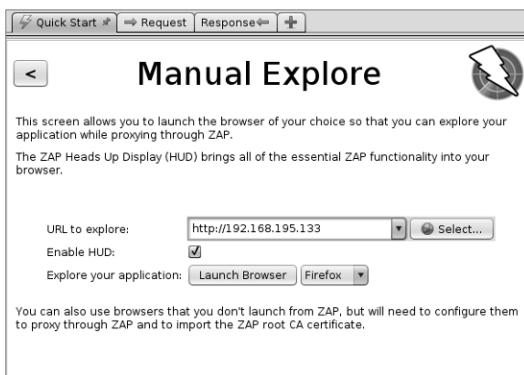 Quick Start Request Response
<
Manual Explore
This screen allows you to launch the browser of your choice so that you can explore your
application while proxying through ZAP.
The ZAP Heads Up Display (HUD) brings all of the essential ZAP functionality into your
browser.
URL to explore: http://192.168.195.133 Select...
Enable HUD:
Explore your application: Launch Browser Firefox
You can also use browsers that you don't launch from ZAP, but will need to configure them
to proxy through ZAP and to import the ZAP root CA certificate.